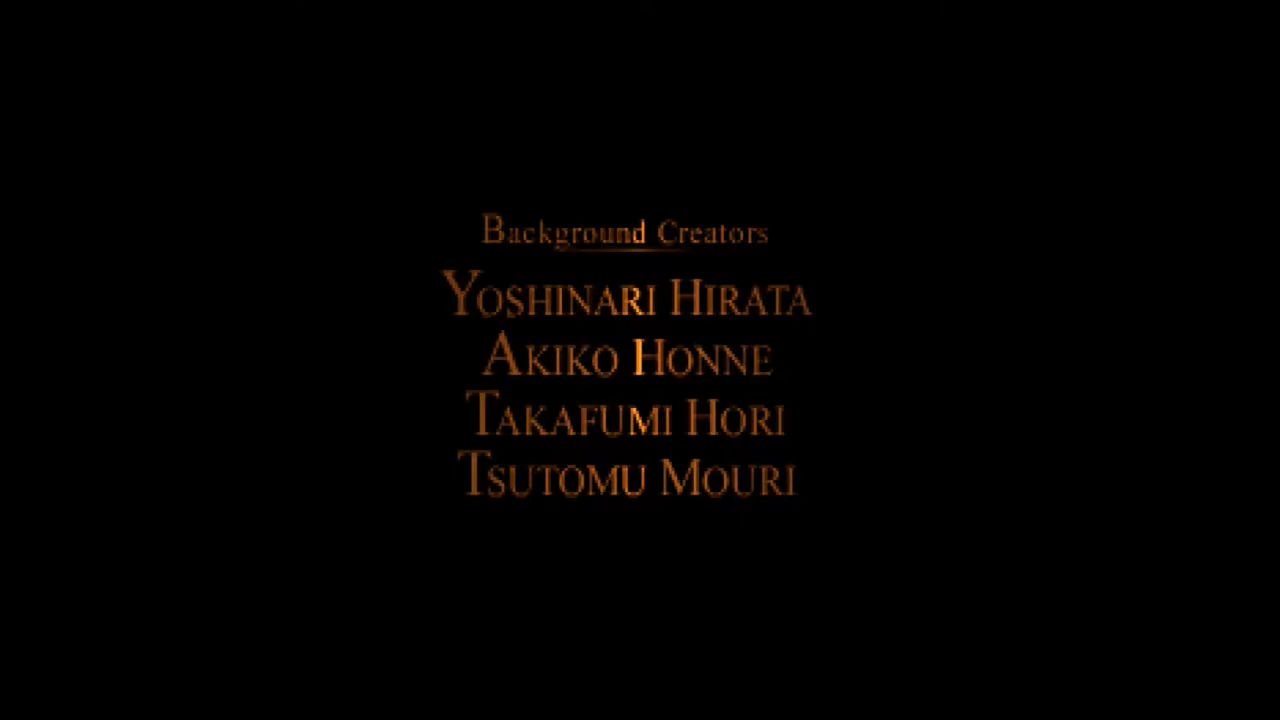 Background Creators
Yoshinari Hirata
Akiko Honne
Takafumi Hori
Tsutomu Mouri